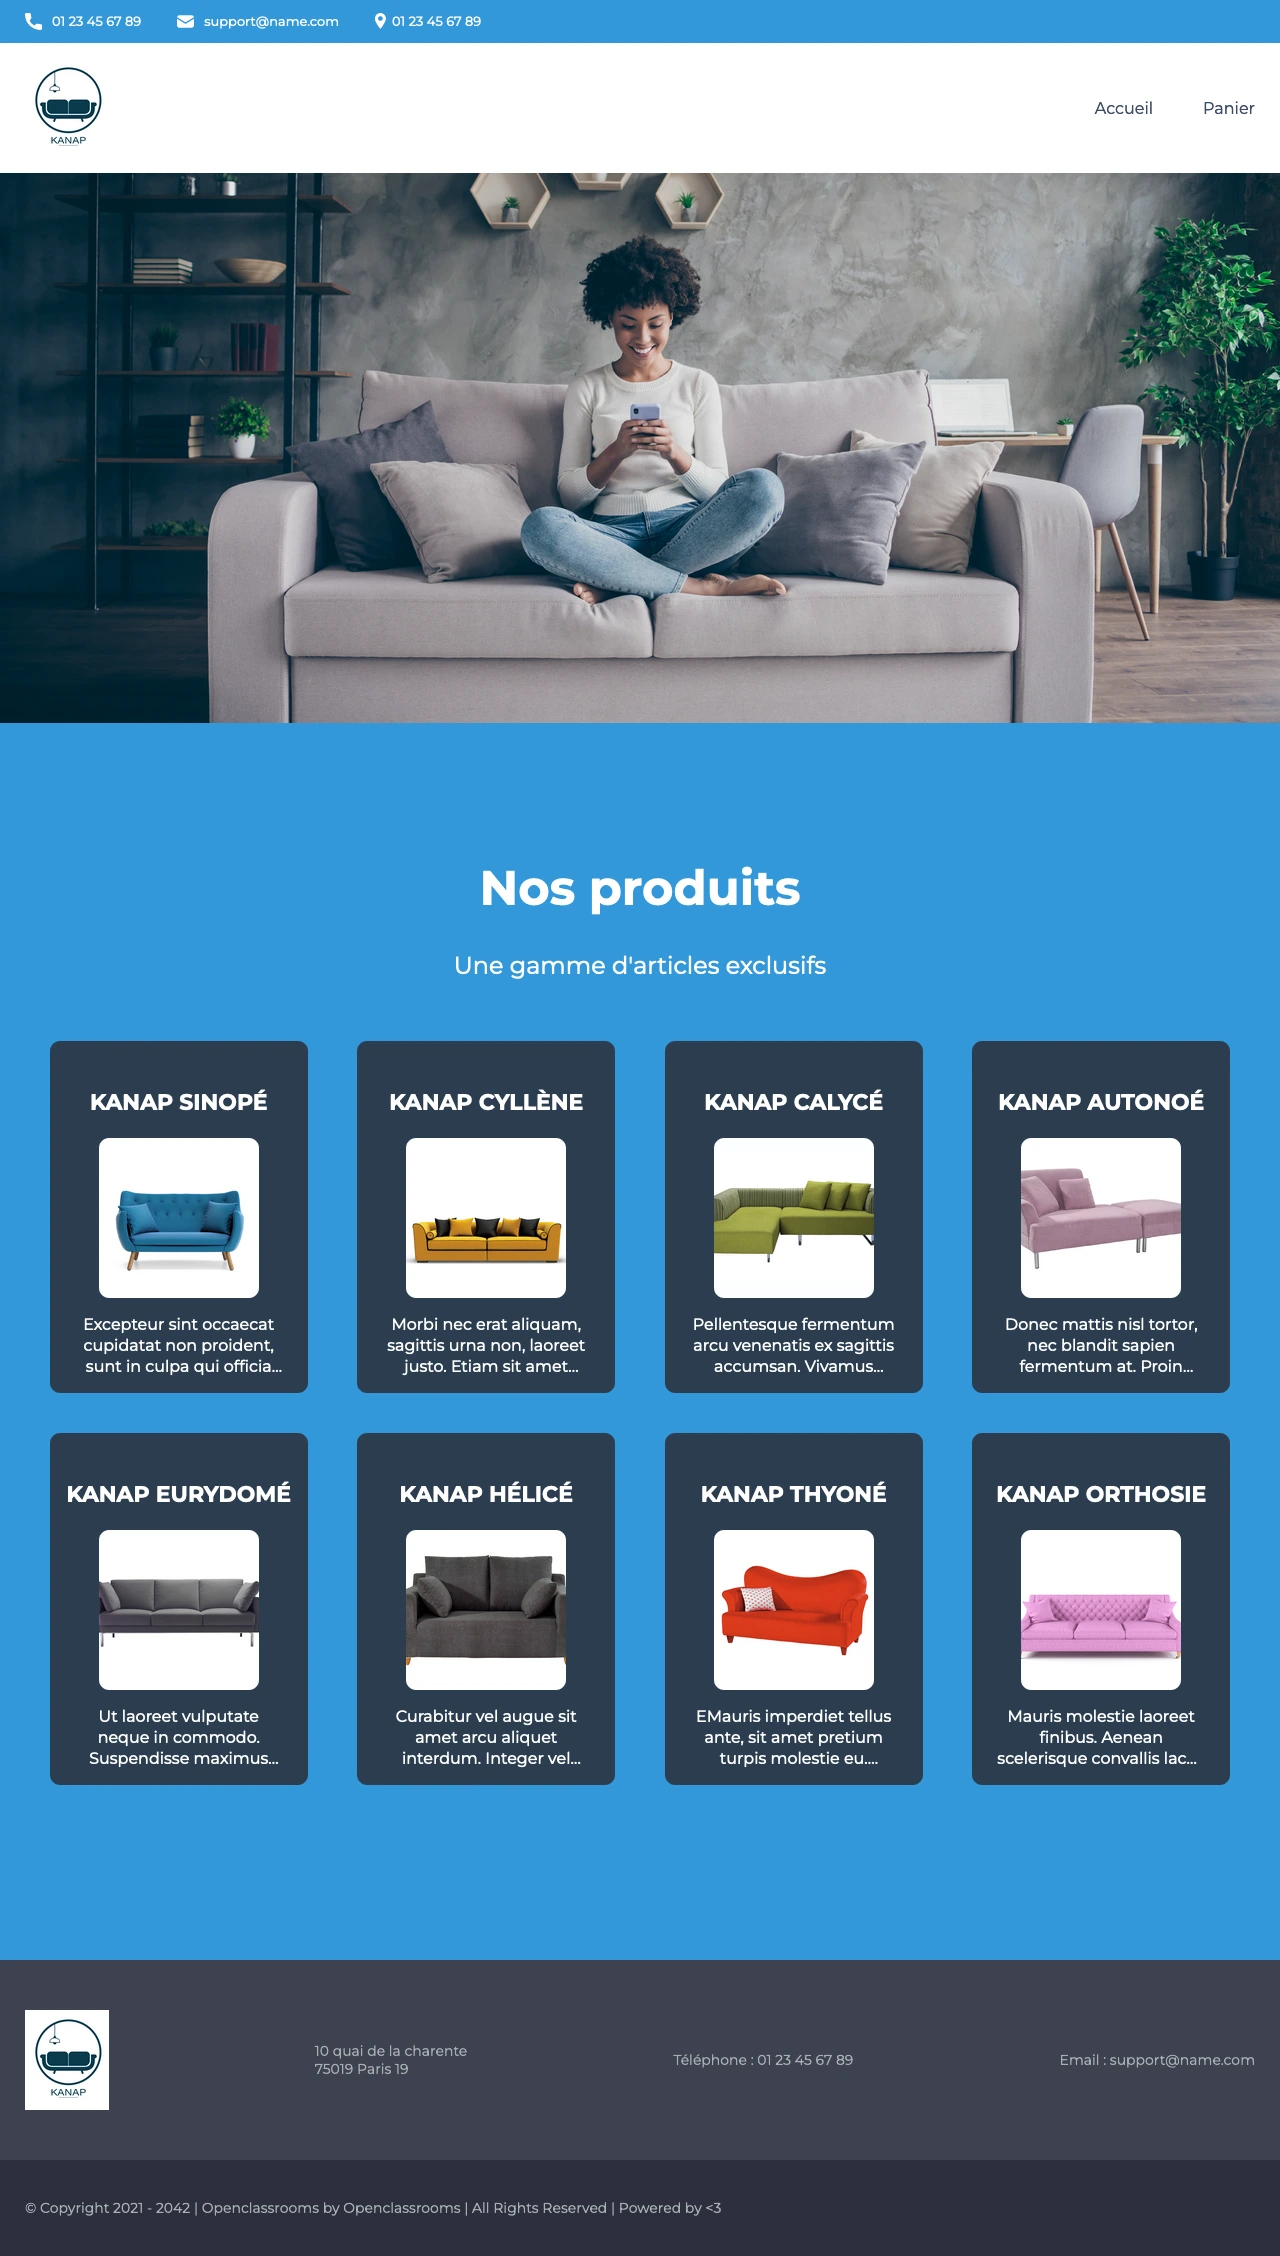 01 23 45 67 89
support@name.com
01 23 45 67 89
KANAP
Accueil
Panier
Nos produits
Une gamme d'articles exclusifs
KANAP SINOPÉ
Excepteur sint occaecat
cupidatat non proident,
sunt in culpa qui officia...
KANAP CYLLÈNE
Morbi nec erat aliquam,
sagittis urna non, laoreet
justo. Etiam sit amet...
KANAP CALYCÉ
Pellentesque fermentum
arcu venenatis ex sagittis
accumsan. Vivamus...
KANAP AUTONOÉ
Donec mattis nisl tortor,
nec blandit sapien
fermentum at. Proin...
KANAP EURYDOMÉ
Ut laoreet vulputate
neque in commodo.
Suspendisse maximus...
KANAP HÉLICÉ
Curabitur vel augue sit
amet arcu aliquet
interdum. Integer vel...
KANAP THYONÉ
EMauris imperdiet tellus
ante, sit amet pretium
turpis molestie eu....
KANAP ORTHOSIE
Mauris molestie laoreet
finibus. Aenean
scelerisque convallis lac...
KANAP
10 quai de la charente
75019 Paris 19
Téléphone : 01 23 45 67 89
Email : support@name.com
© Copyright 2021 - 2042 | Openclassrooms by Openclassrooms | All Rights Reserved | Powered by <3